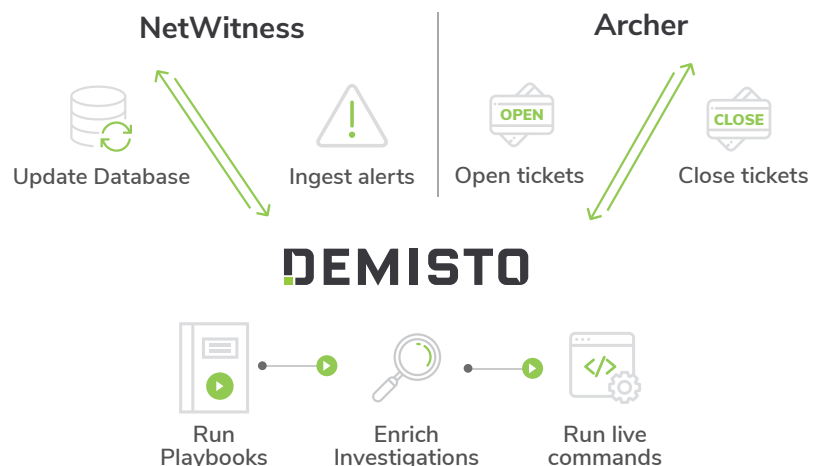 NetWitness
Archer
OPEN
CLOSE
Update Database
Ingest alerts
Open tickets
Close tickets
DEMISTO
Run
Playbooks
Enrich
Investigations
</>
Run live
commands